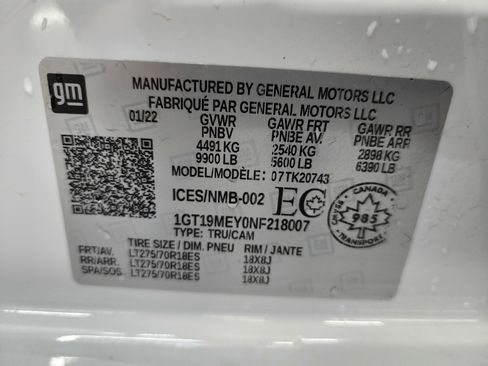 gm
MANUFACTURED BY GENERAL MOTORS LLC
FABRIQUÉ PAR GENERAL MOTORS LLC
01/22 GVWR GAWR FRT GAWR RR
PNBV PNBE AV. PNBE ARR
4491 KG 2540 KG 2898 KG
9900 LB 5600 LB 6390 LB
MODEL/MODÈLE: 07TK20743
ICES/NMB-002 EC
CANADA
985
1GT19MEY0NF218007
TYPE: TRU/CAM
TIRE SIZE / DIM. PNEU RIM / JANTE
FRT/AV. LT275/70R18ES 18X8J
RR/ARR. LT275/70R18ES 18X8J
SPA/SOS. LT275/70R18ES 18X8J